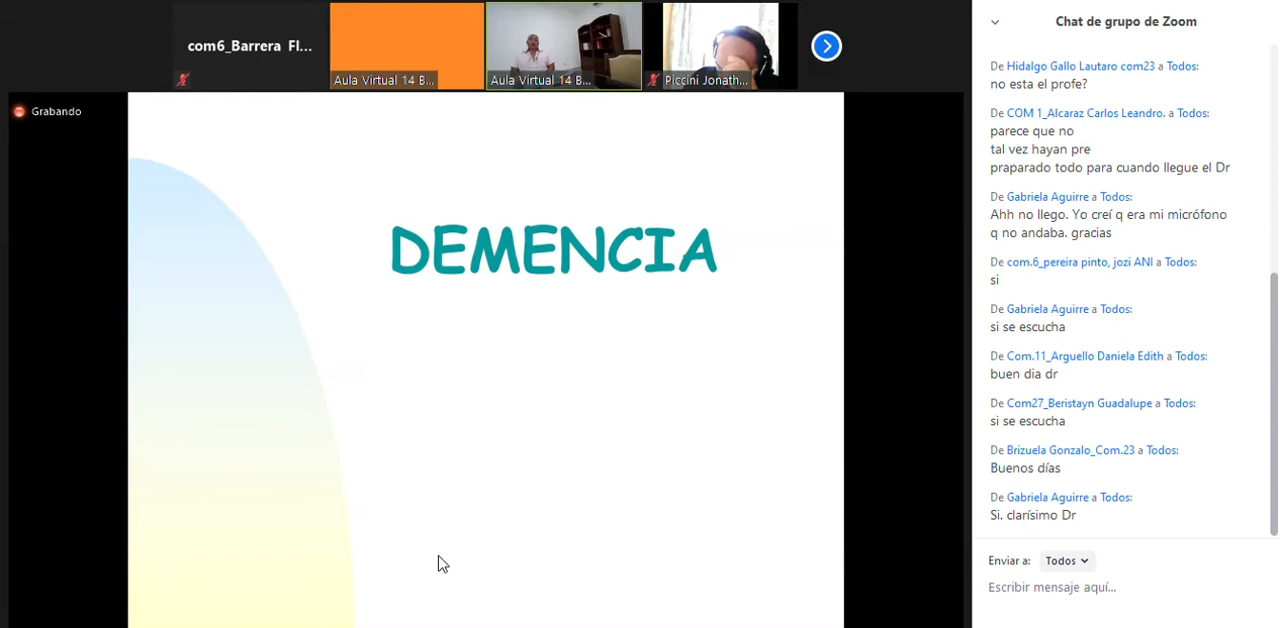 com6_Barrera Fl...
Aula Virtual 14 B...
Aula Virtual 14 B...
Piccini Jonath...
Grabando
DEMENCIA
Chat de grupo de Zoom
De Hidalgo Gallo Lautaro com23 a Todos:
no esta el profe?
De COM 1_Alcaraz Carlos Leandro. a Todos:
parece que no
tal vez hayan pre
praparado todo para cuando llegue el Dr
De Gabriela Aguirre a Todos:
Ahh no llego. Yo creí q era mi micrófono
q no andaba. gracias
De com.6_pereira pinto, jozi ANI a Todos:
si
De Gabriela Aguirre a Todos:
si se escucha
De Com.11_Arguello Daniela Edith a Todos:
buen dia dr
De Com27_Beristayn Guadalupe a Todos:
si se escucha
De Brizuela Gonzalo_Com.23 a Todos:
Buenos días
De Gabriela Aguirre a Todos:
Si. clarísimo Dr
Enviar a: Todos
Escribir mensaje aquí...